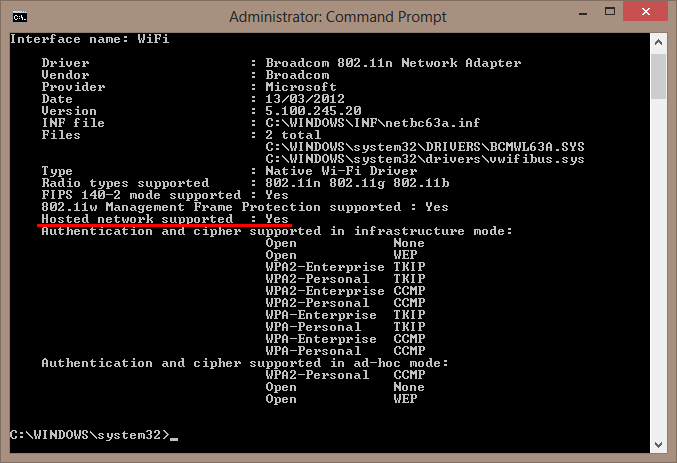 Administrator: Command Prompt
Interface name: WiFi
Driver : Broadcom 802.11n Network Adapter
Vendor : Broadcom
Provider : Microsoft
Date : 13/03/2012
Version : 5.100.245.20
INF file : C:\WINDOWS\INF\netbc63a.inf
Files : 2 total
C:\WINDOWS\system32\DRIVERS\BCMWL63A.SYS
C:\WINDOWS\system32\drivers\vwifibus.sys
Type : Native Wi-Fi Driver
Radio types supported : 802.11n 802.11g 802.11b
FIPS 140-2 mode supported : Yes
802.11w Management Frame Protection supported : Yes
Hosted network supported : Yes
Authentication and cipher supported in infrastructure mode:
Open None
Open WEP
WPA2-Enterprise TKIP
WPA2-Personal TKIP
WPA2-Enterprise CCMP
WPA2-Personal CCMP
WPA-Enterprise TKIP
WPA-Personal TKIP
WPA-Enterprise CCMP
WPA-Personal CCMP
Authentication and cipher supported in ad-hoc mode:
WPA2-Personal CCMP
Open None
Open WEP
C:\WINDOWS\system32>_